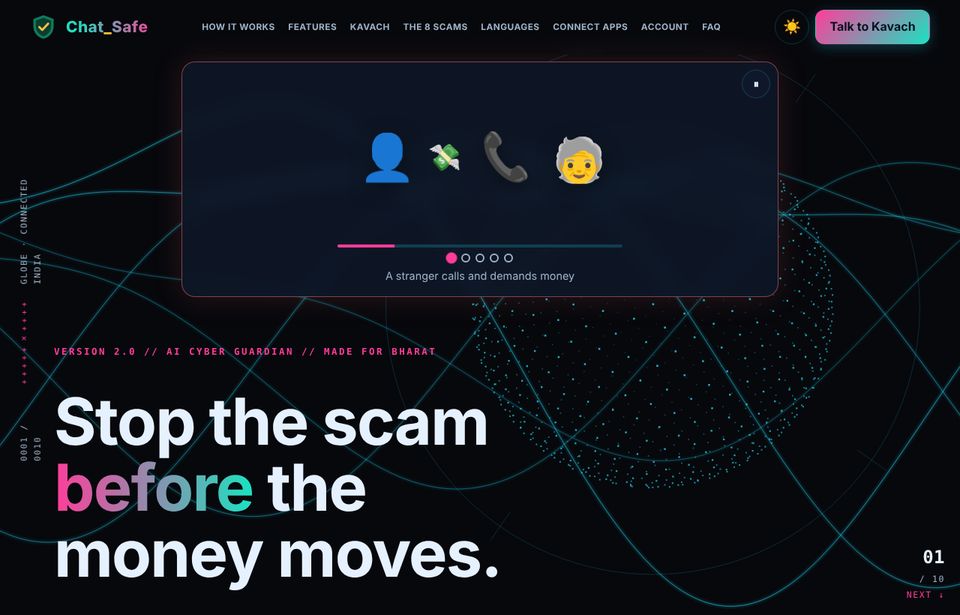 Chat_Safe
HOW IT WORKS FEATURES KAVACH THE 8 SCAMS LANGUAGES CONNECT APPS ACCOUNT FAQ
Talk to Kavach
A stranger calls and demands money
GLOBE · CONNECTED
INDIA
+++++×++++
0001 /
0010
VERSION 2.0 // AI CYBER GUARDIAN // MADE FOR BHARAT
Stop the scam
before the
money moves.
01
/ 10
NEXT ↓